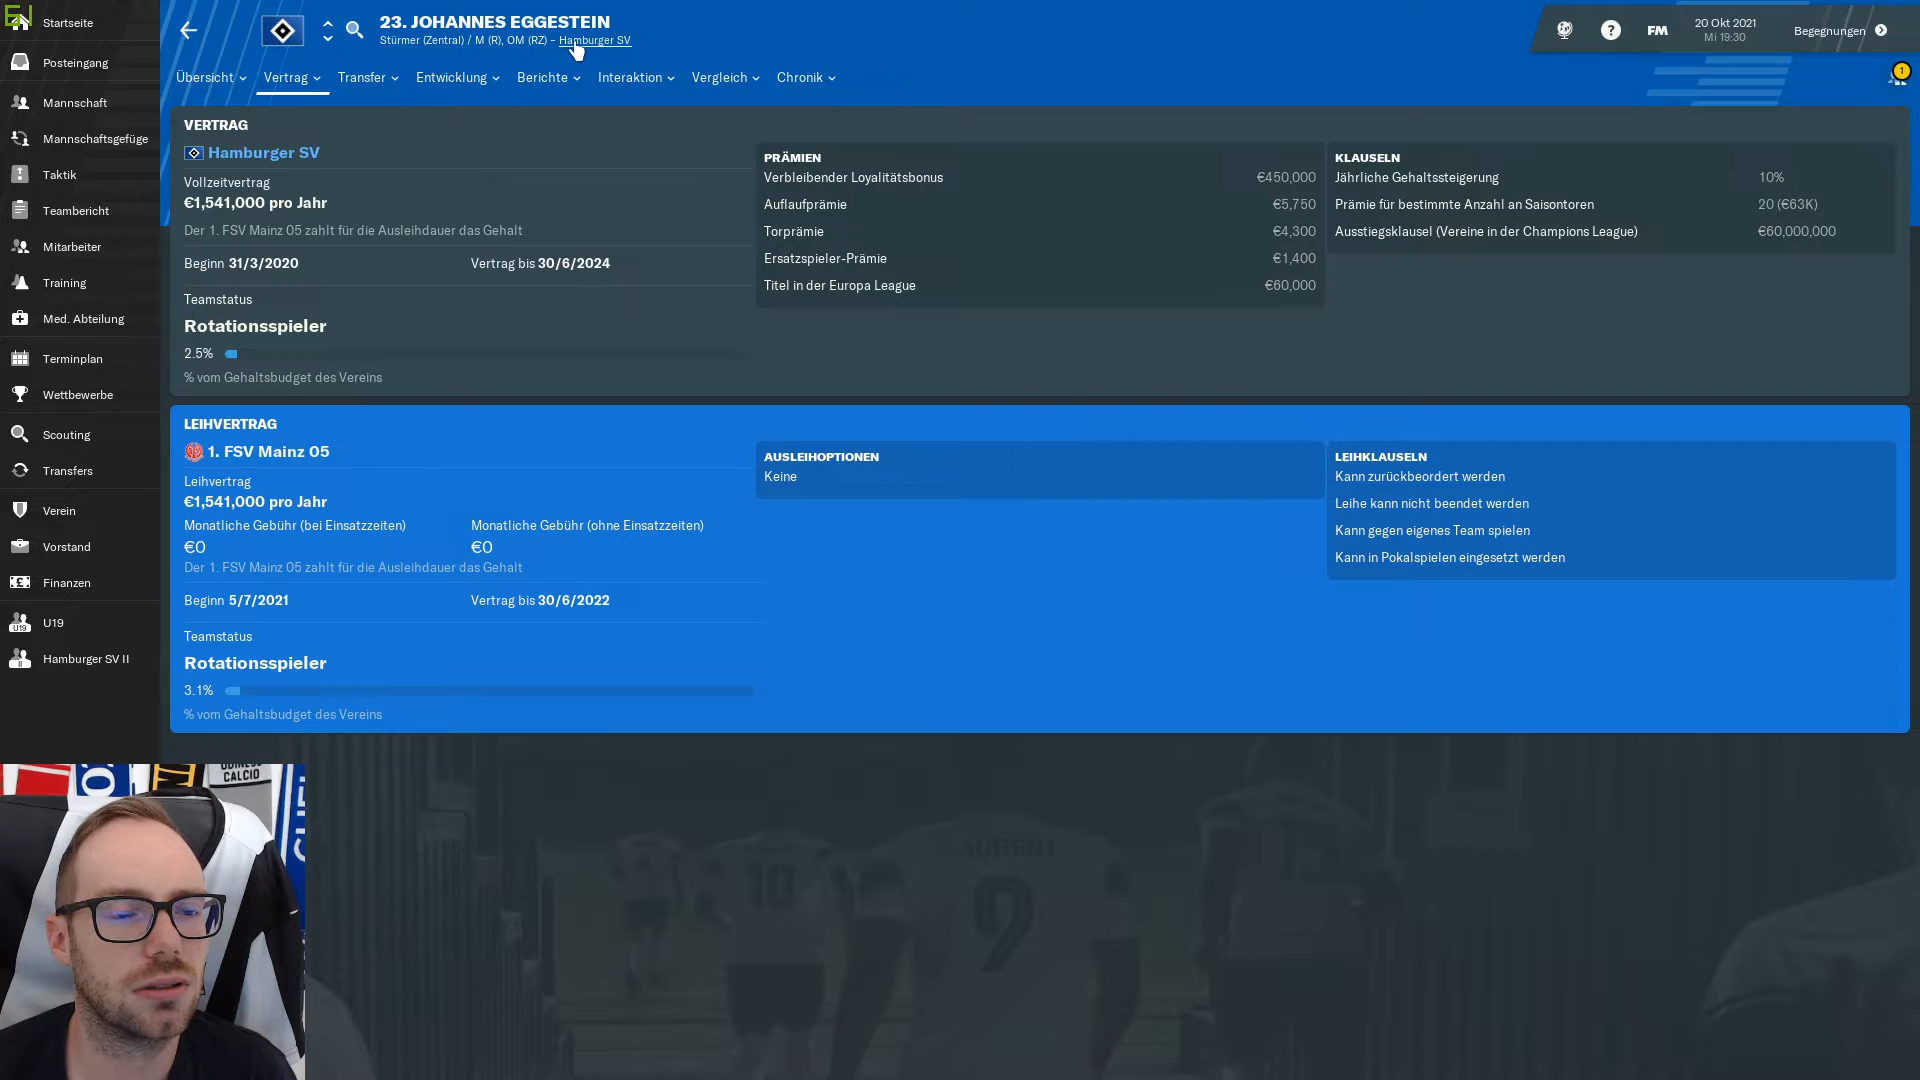 EJ
Startseite
Posteingang
Mannschaft
Mannschaftsgefüge
Taktik
Teambericht
Mitarbeiter
Training
Med. Abteilung
Terminplan
Wettbewerbe
Scouting
Transfers
Verein
Vorstand
Finanzen
U19
U19
II
Hamburger SV II
23. JOHANNES EGGESTEIN
Stürmer (Zentral) / M (R), OM (RZ) – Hamburger SV
? FM
20 Okt 2021
Mi 19:30
Begegnungen
1
Übersicht Vertrag Transfer Entwicklung Berichte Interaktion Vergleich Chronik
VERTRAG
Hamburger SV
Vollzeitvertrag
€1,541,000 pro Jahr
Der 1. FSV Mainz 05 zahlt für die Ausleihdauer das Gehalt
Beginn 31/3/2020 Vertrag bis 30/6/2024
Teamstatus
Rotationsspieler
2.5%
% vom Gehaltsbudget des Vereins
PRÄMIEN
Verbleibender Loyalitätsbonus €450,000
Auflaufprämie €5,750
Torprämie €4,300
Ersatzspieler-Prämie €1,400
Titel in der Europa League €60,000
KLAUSELN
Jährliche Gehaltssteigerung 10%
Prämie für bestimmte Anzahl an Saisontoren 20 (€63K)
Ausstiegsklausel (Vereine in der Champions League) €60,000,000
LEIHVERTRAG
1. FSV Mainz 05
Leihvertrag
€1,541,000 pro Jahr
Monatliche Gebühr (bei Einsatzzeiten) Monatliche Gebühr (ohne Einsatzzeiten)
€0 €0
Der 1. FSV Mainz 05 zahlt für die Ausleihdauer das Gehalt
Beginn 5/7/2021 Vertrag bis 30/6/2022
Teamstatus
Rotationsspieler
3.1%
% vom Gehaltsbudget des Vereins
AUSLEIHOPTIONEN
Keine
LEIHKLAUSELN
Kann zurückbeordert werden
Leihe kann nicht beendet werden
Kann gegen eigenes Team spielen
Kann in Pokalspielen eingesetzt werden
CALCIO
10
9